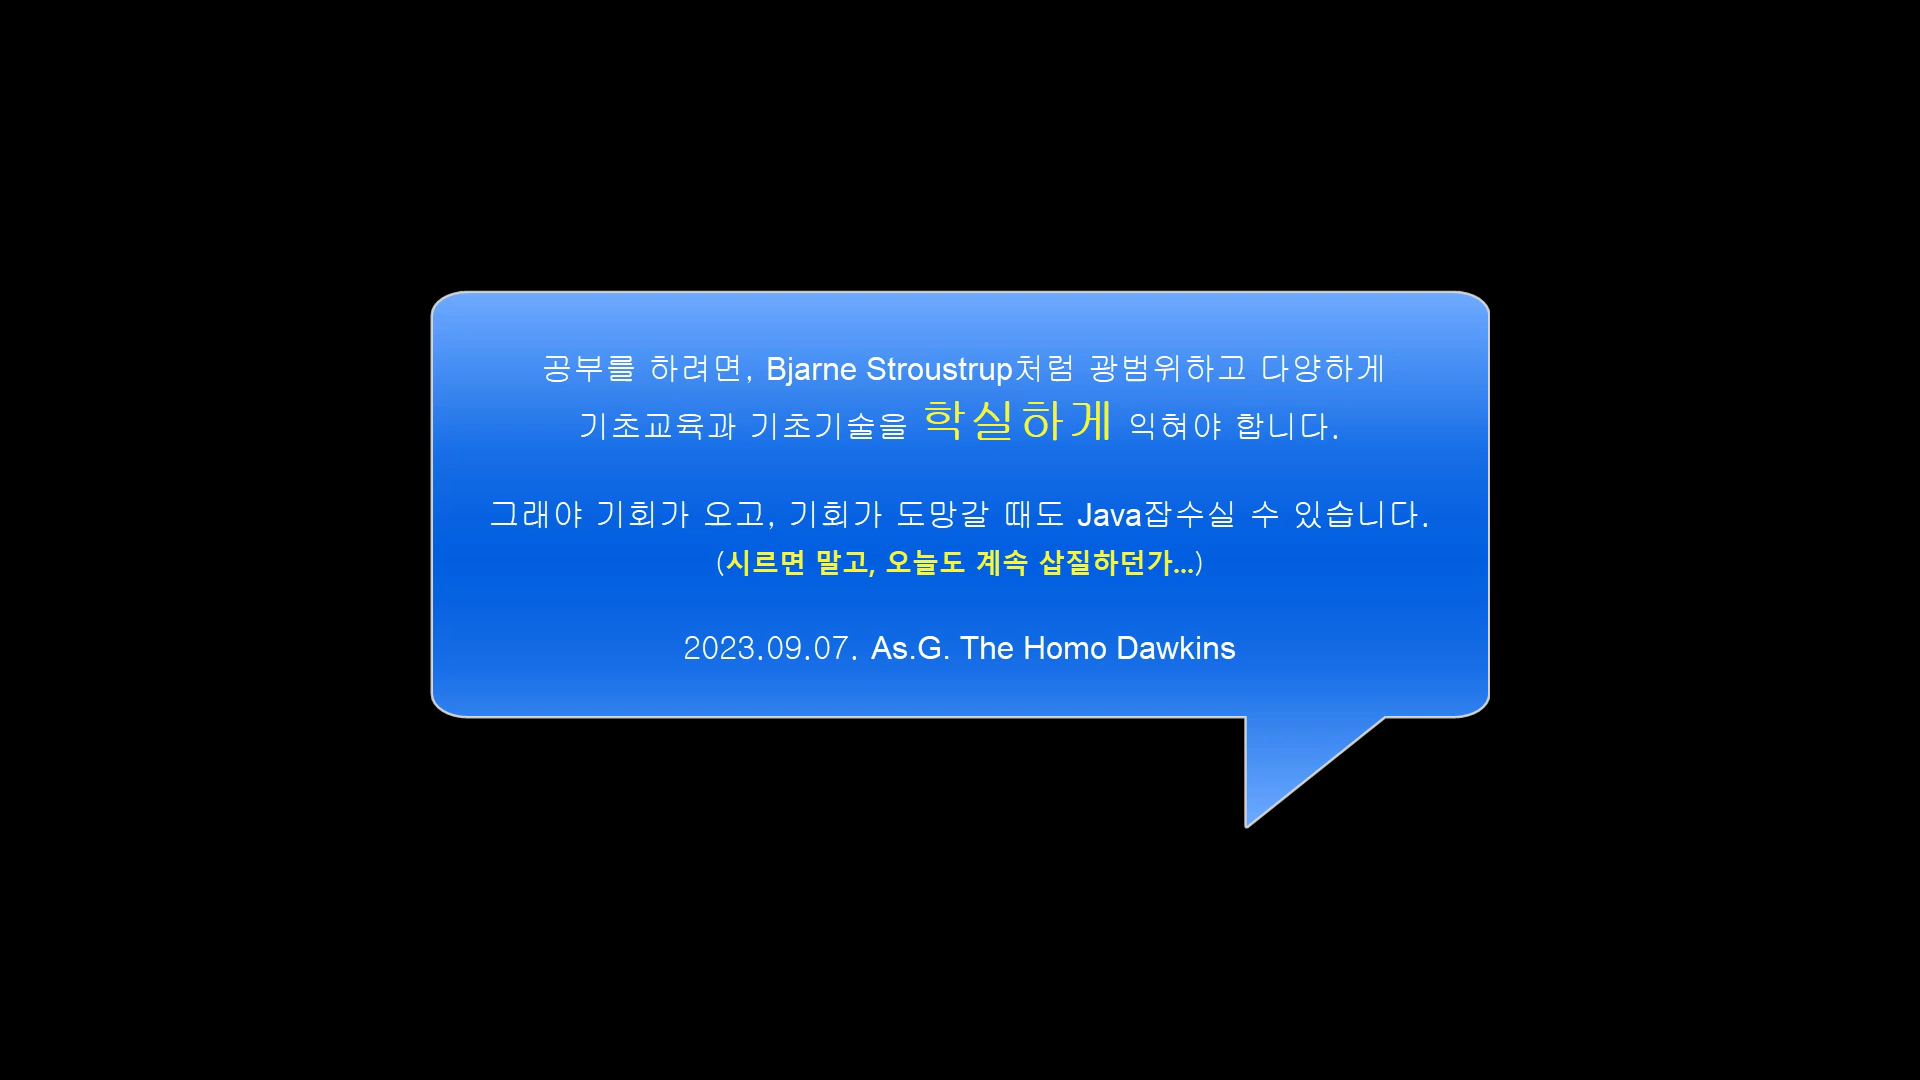 공부를 하려면, Bjarne Stroustrup처럼 광범위하고 다양하게
기초교육과 기초기술을 학실하게 익혀야 합니다.
그래야 기회가 오고, 기회가 도망갈 때도 Java잡수실 수 있습니다.
(시르면 말고, 오늘도 계속 삽질하던가...)
2023.09.07. As.G. The Homo Dawkins